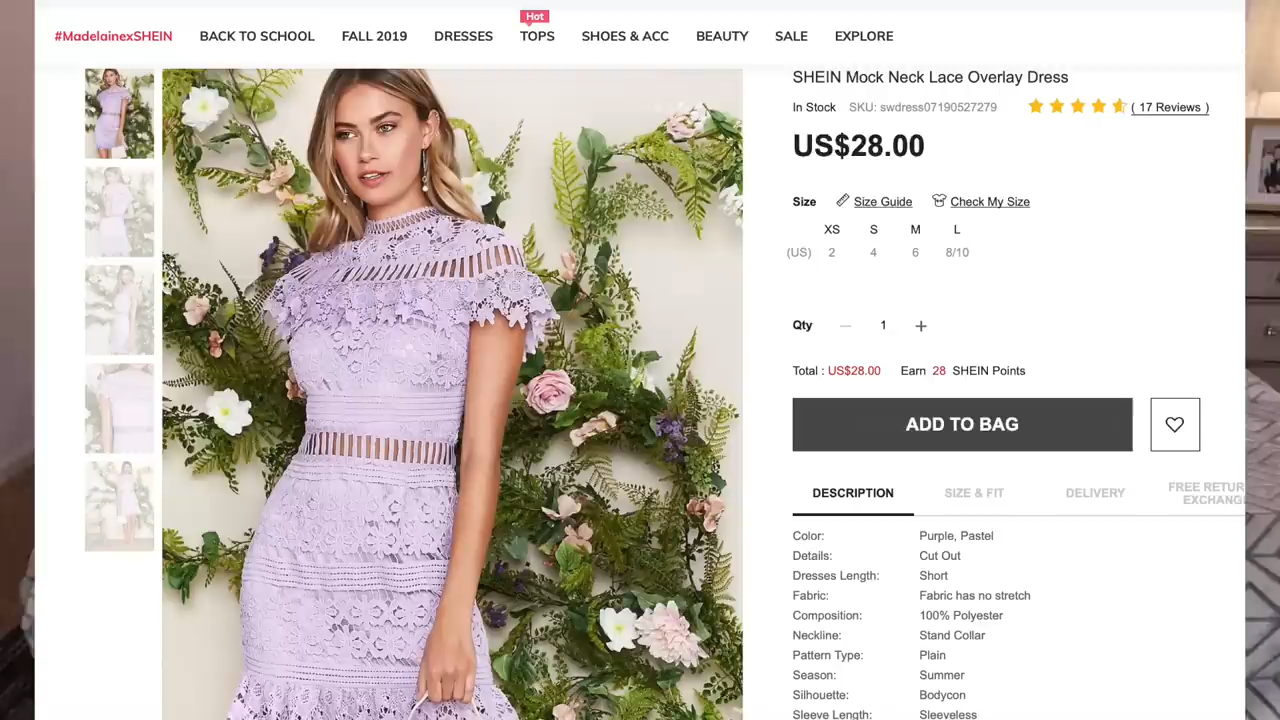 Hot
#MadelainexSHEIN BACK TO SCHOOL FALL 2019 DRESSES TOPS SHOES & ACC BEAUTY SALE EXPLORE
SHEIN Mock Neck Lace Overlay Dress
In Stock SKU: swdress07190527279 ( 17 Reviews )
US$28.00
Size Size Guide Check My Size
XS S M L
(US) 2 4 6 8/10
Qty — 1 +
Total : US$28.00 Earn 28 SHEIN Points
ADD TO BAG
DESCRIPTION SIZE & FIT DELIVERY FREE RETUR
EXCHANG
Color: Purple, Pastel
Details: Cut Out
Dresses Length: Short
Fabric: Fabric has no stretch
Composition: 100% Polyester
Neckline: Stand Collar
Pattern Type: Plain
Season: Summer
Silhouette: Bodycon
Sleeve Length: Sleeveless